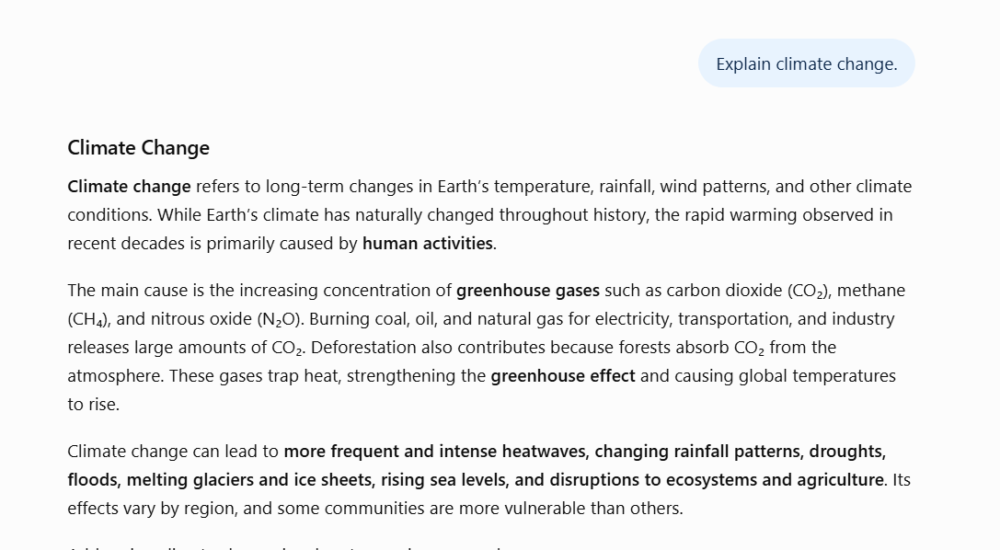 Explain climate change.
Climate Change
Climate change refers to long-term changes in Earth’s temperature, rainfall, wind patterns, and other climate
conditions. While Earth’s climate has naturally changed throughout history, the rapid warming observed in
recent decades is primarily caused by human activities.
The main cause is the increasing concentration of greenhouse gases such as carbon dioxide (CO₂), methane
(CH₄), and nitrous oxide (N₂O). Burning coal, oil, and natural gas for electricity, transportation, and industry
releases large amounts of CO₂. Deforestation also contributes because forests absorb CO₂ from the
atmosphere. These gases trap heat, strengthening the greenhouse effect and causing global temperatures
to rise.
Climate change can lead to more frequent and intense heatwaves, changing rainfall patterns, droughts,
floods, melting glaciers and ice sheets, rising sea levels, and disruptions to ecosystems and agriculture. Its
effects vary by region, and some communities are more vulnerable than others.